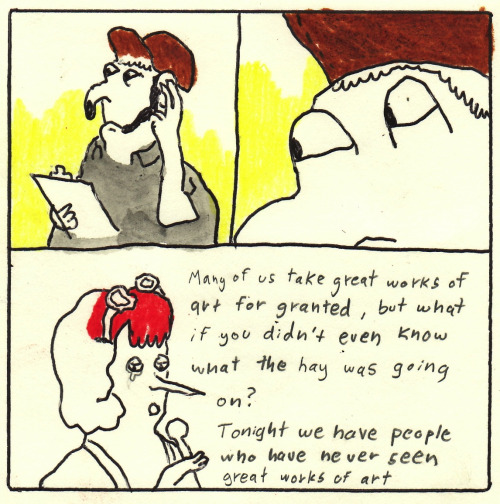 Many of us take great works of
art for granted, but what
if you didn't even know
what the hay was going
on?
Tonight we have people
who have never seen
great works of art